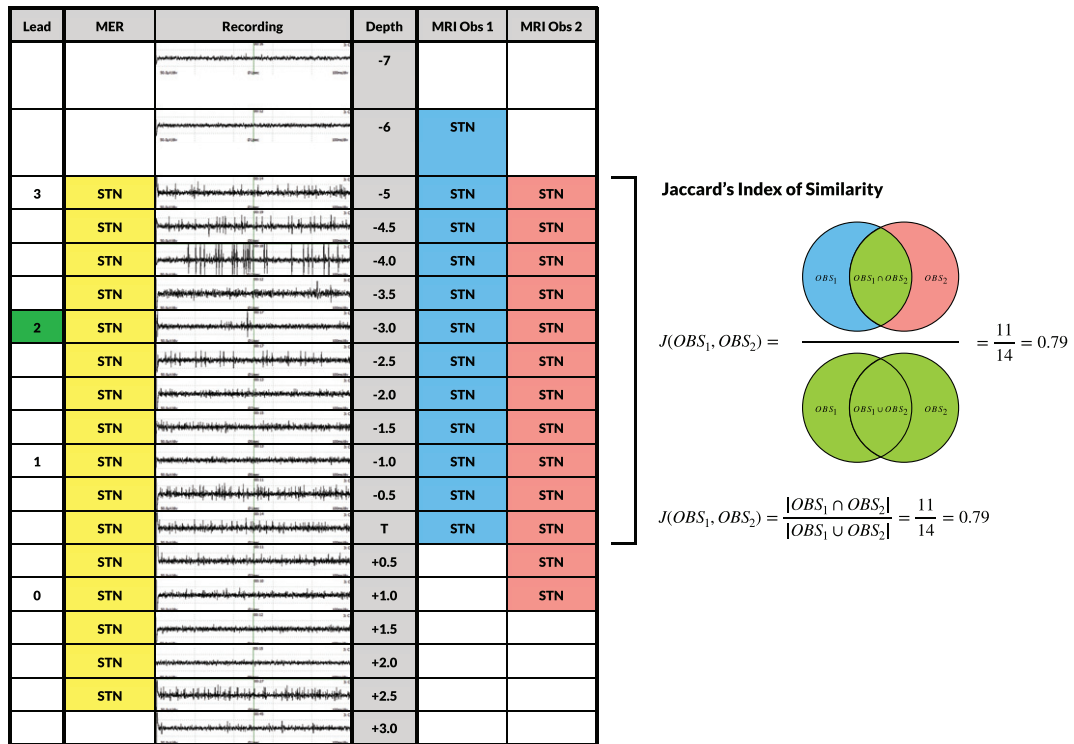 Lead MER Recording Depth MRI Obs 1 MRI Obs 2
-7
-6 STN
3 STN -5 STN STN
STN -4.5 STN STN
STN -4.0 STN STN
STN -3.5 STN STN
2 STN -3.0 STN STN
STN -2.5 STN STN
STN -2.0 STN STN
STN -1.5 STN STN
1 STN -1.0 STN STN
STN -0.5 STN STN
STN T STN STN
STN +0.5 STN
0 STN +1.0 STN
STN +1.5
STN +2.0
STN +2.5
+3.0
Jaccard's Index of Similarity
OBS₁ OBS₁ ∩ OBS₂ OBS₂
J(OBS₁, OBS₂) = = 11/14 = 0.79
OBS₁ OBS₁ ∪ OBS₂ OBS₂
J(OBS₁, OBS₂) = |OBS₁ ∩ OBS₂| / |OBS₁ ∪ OBS₂| = 11/14 = 0.79